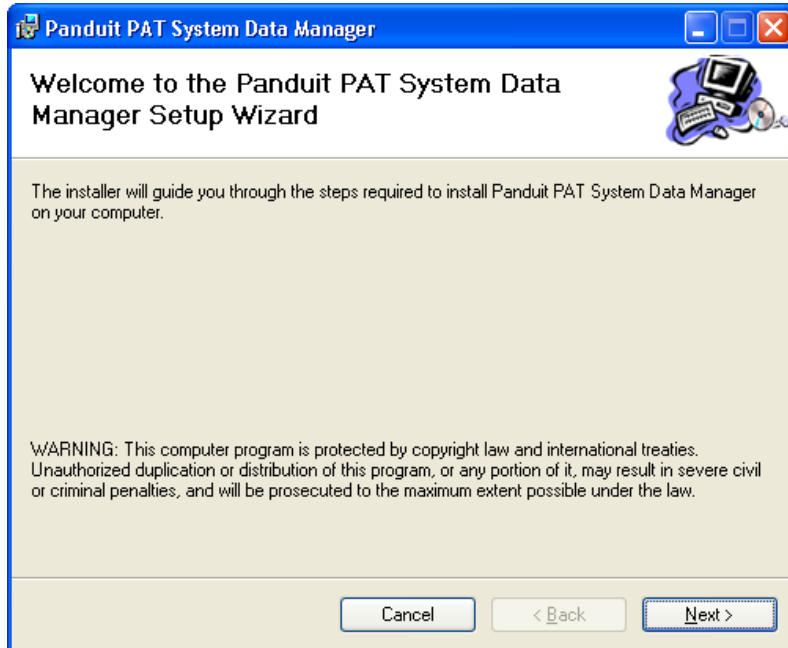 Panduit PAT System Data Manager
Welcome to the Panduit PAT System Data
Manager Setup Wizard
The installer will guide you through the steps required to install Panduit PAT System Data Manager
on your computer.
WARNING: This computer program is protected by copyright law and international treaties.
Unauthorized duplication or distribution of this program, or any portion of it, may result in severe civil
or criminal penalties, and will be prosecuted to the maximum extent possible under the law.
Cancel < Back Next >